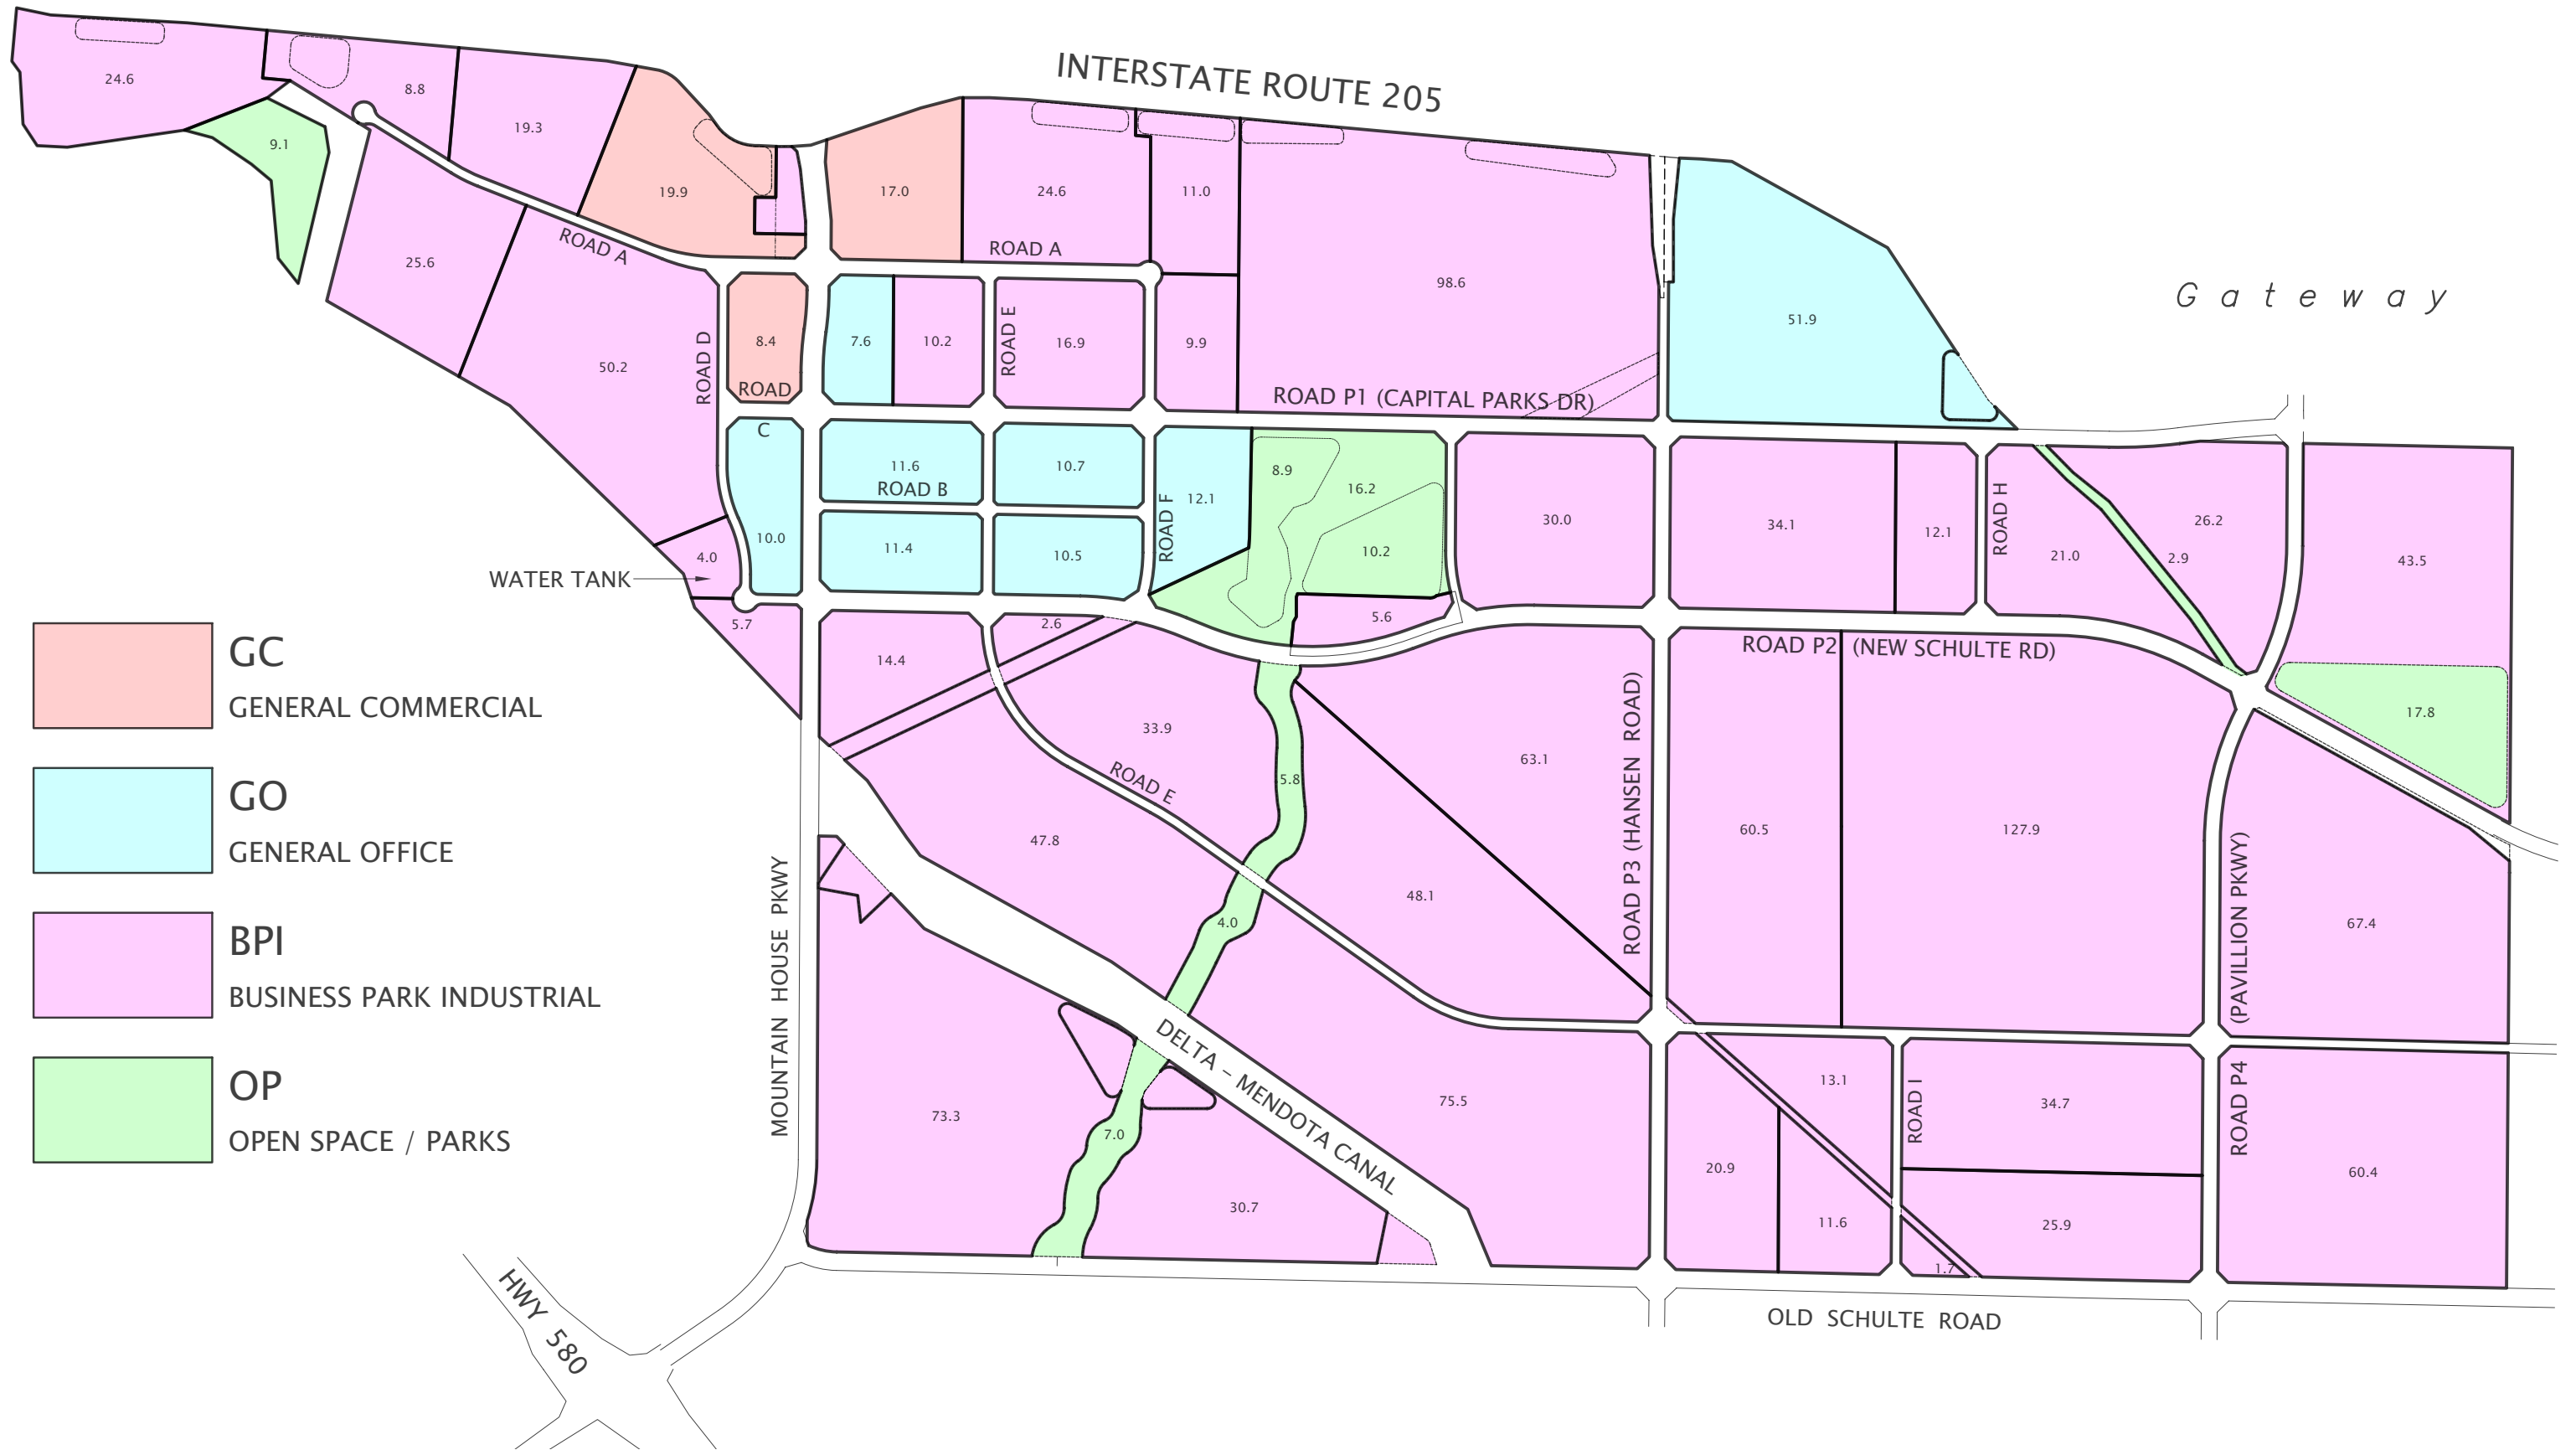 INTERSTATE ROUTE 205
Gateway
24.6
8.8
19.3
9.1
19.9
17.0
24.6
11.0
25.6
ROAD A
ROAD A
98.6
51.9
50.2
ROAD D
8.4
ROAD
C
7.6
10.2
ROAD E
16.9
9.9
ROAD P1 (CAPITAL PARKS DR)
10.0
11.6
ROAD B
10.7
ROAD F
12.1
8.9
16.2
10.2
30.0
34.1
12.1
ROAD H
21.0
2.9
26.2
43.5
4.0
WATER TANK
11.4
10.5
5.6
5.7
14.4
2.6
ROAD P2 (NEW SCHULTE RD)
17.8
33.9
ROAD E
5.8
63.1
ROAD P3 (HANSEN ROAD)
60.5
127.9
47.8
48.1
4.0
(PAVILLION PKWY)
67.4
MOUNTAIN HOUSE PKWY
DELTA - MENDOTA CANAL
73.3
7.0
75.5
30.7
13.1
ROAD I
34.7
ROAD P4
20.9
11.6
25.9
60.4
1.7
OLD SCHULTE ROAD
HWY 580
GC
GENERAL COMMERCIAL
GO
GENERAL OFFICE
BPI
BUSINESS PARK INDUSTRIAL
OP
OPEN SPACE / PARKS